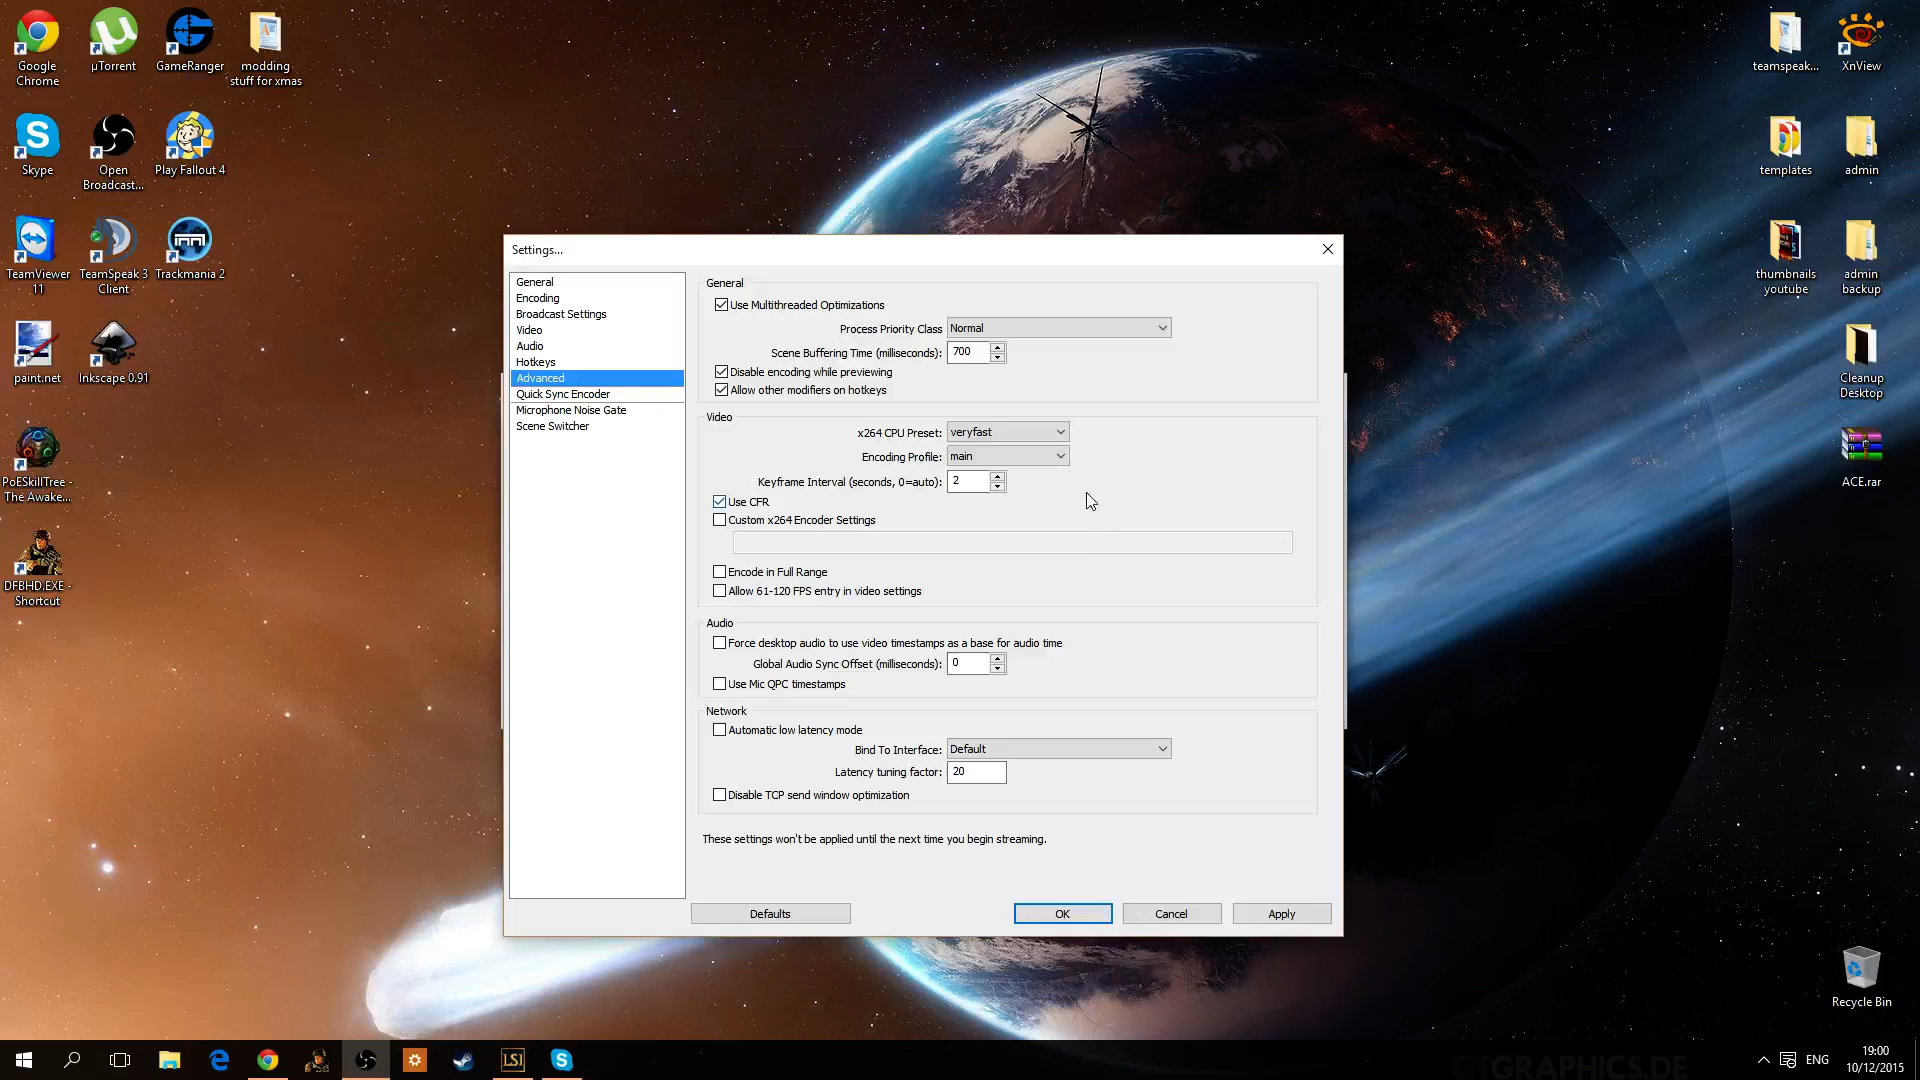 Google
Chrome
µTorrent
GameRanger
modding
stuff for xmas
teamspeak...
XnView
Skype
Open
Broadcast...
Play Fallout 4
templates
admin
TeamViewer
11
TeamSpeak 3
Client
Trackmania 2
thumbnails
youtube
admin
backup
paint.net
Inkscape 0.91
Cleanup
Desktop
PoESkillTree -
The Awake...
ACE.rar
DFBHD.EXE -
Shortcut
Recycle Bin
Settings...
General
Encoding
Broadcast Settings
Video
Audio
Hotkeys
Advanced
Quick Sync Encoder
Microphone Noise Gate
Scene Switcher
General
Use Multithreaded Optimizations
Process Priority Class Normal
Scene Buffering Time (milliseconds): 700
Disable encoding while previewing
Allow other modifiers on hotkeys
Video
x264 CPU Preset: veryfast
Encoding Profile: main
Keyframe Interval (seconds, 0=auto): 2
Use CFR
Custom x264 Encoder Settings
Encode in Full Range
Allow 61-120 FPS entry in video settings
Audio
Force desktop audio to use video timestamps as a base for audio time
Global Audio Sync Offset (milliseconds): 0
Use Mic QPC timestamps
Network
Automatic low latency mode
Bind To Interface: Default
Latency tuning factor: 20
Disable TCP send window optimization
These settings won't be applied until the next time you begin streaming.
Defaults
OK
Cancel
Apply
LSI
GTGRAPHICS.DE
ENG
19:00
10/12/2015